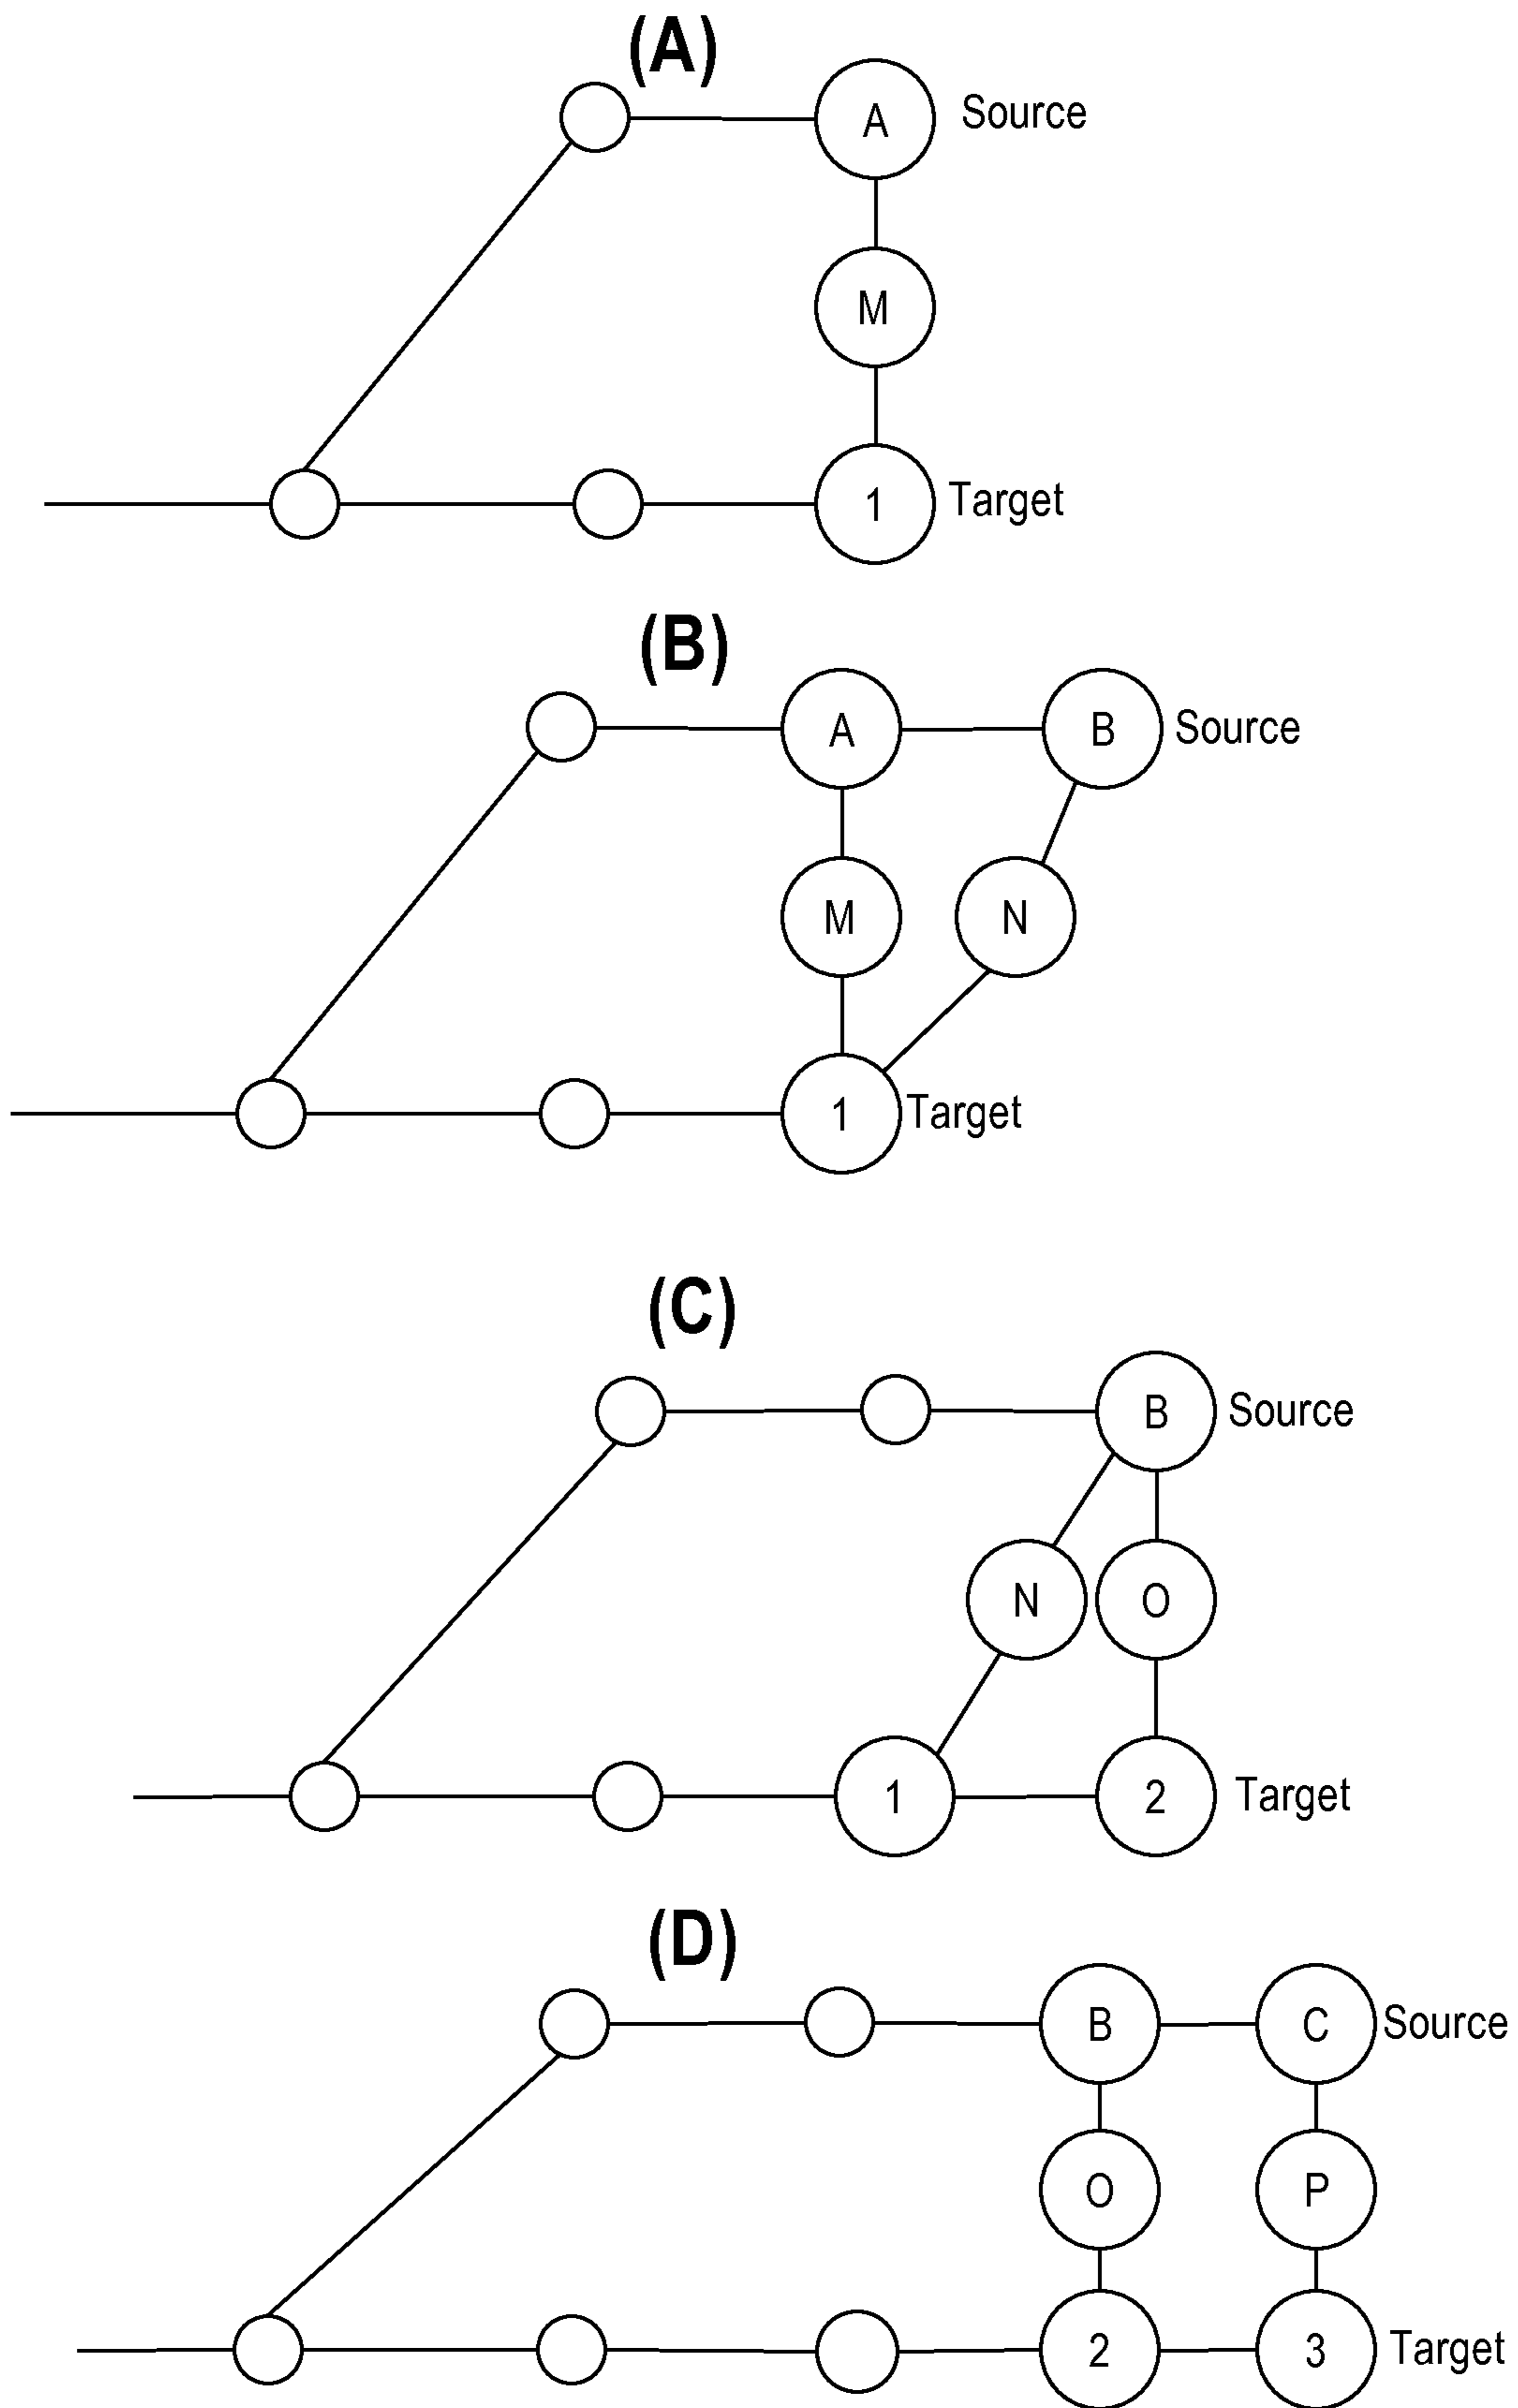 (A)
A Source
M
1 Target
(B)
A B Source
M N
1 Target
(C)
B Source
N O
1 2 Target
(D)
B C Source
O P
2 3 Target